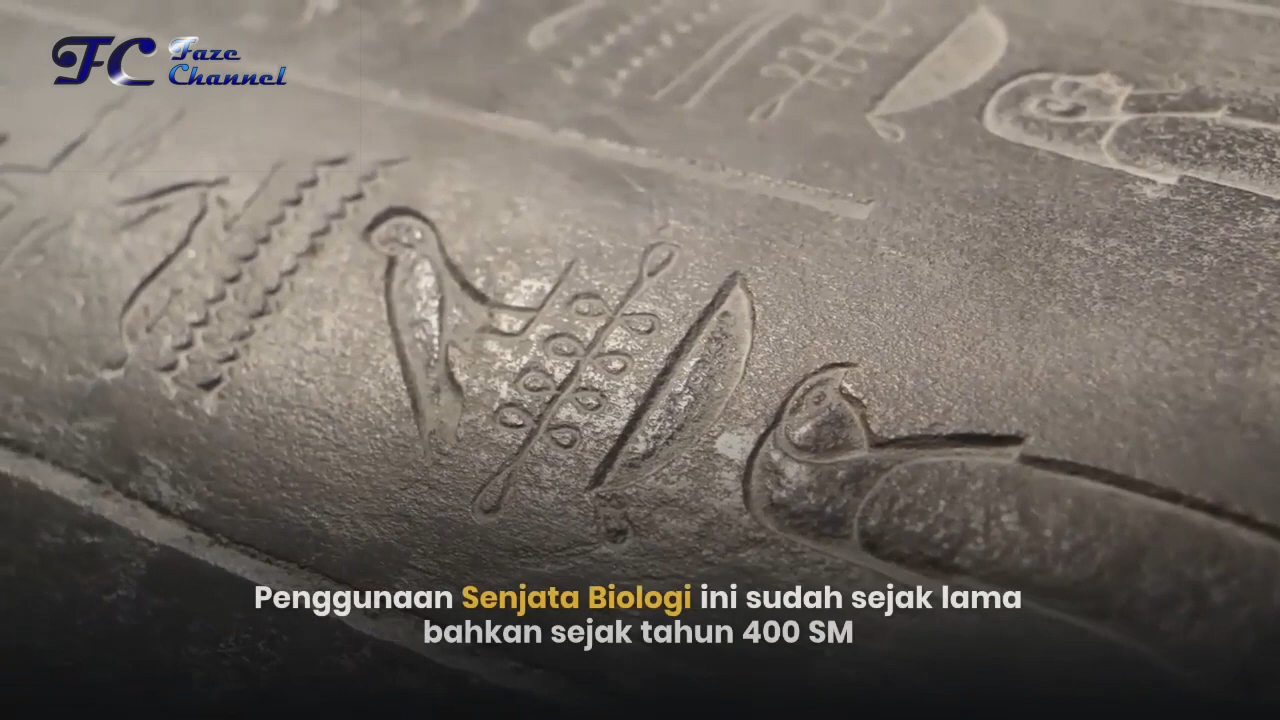 FC Faze
Channel
Penggunaan Senjata Biologi ini sudah sejak lama
bahkan sejak tahun 400 SM